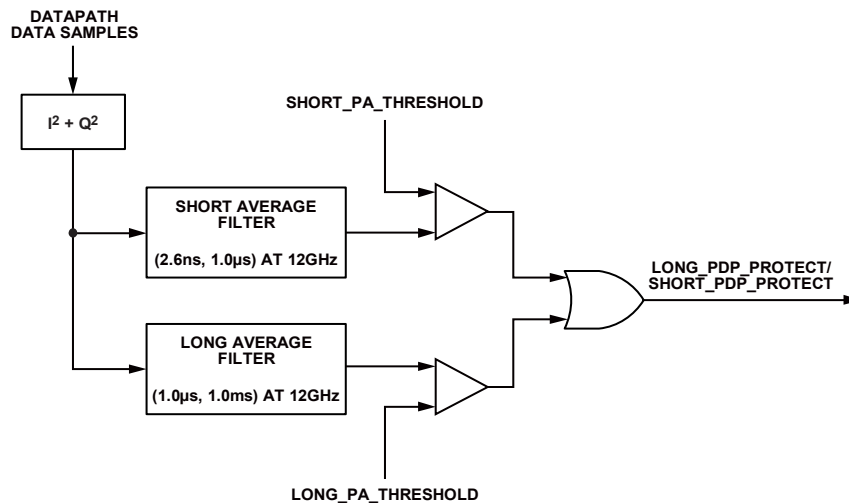 DATAPATH
DATA SAMPLES
I² + Q²
SHORT_PA_THRESHOLD
SHORT AVERAGE
FILTER
(2.6ns, 1.0µs) AT 12GHz
LONG_PDP_PROTECT/
SHORT_PDP_PROTECT
LONG AVERAGE
FILTER
(1.0µs, 1.0ms) AT 12GHz
LONG_PA_THRESHOLD